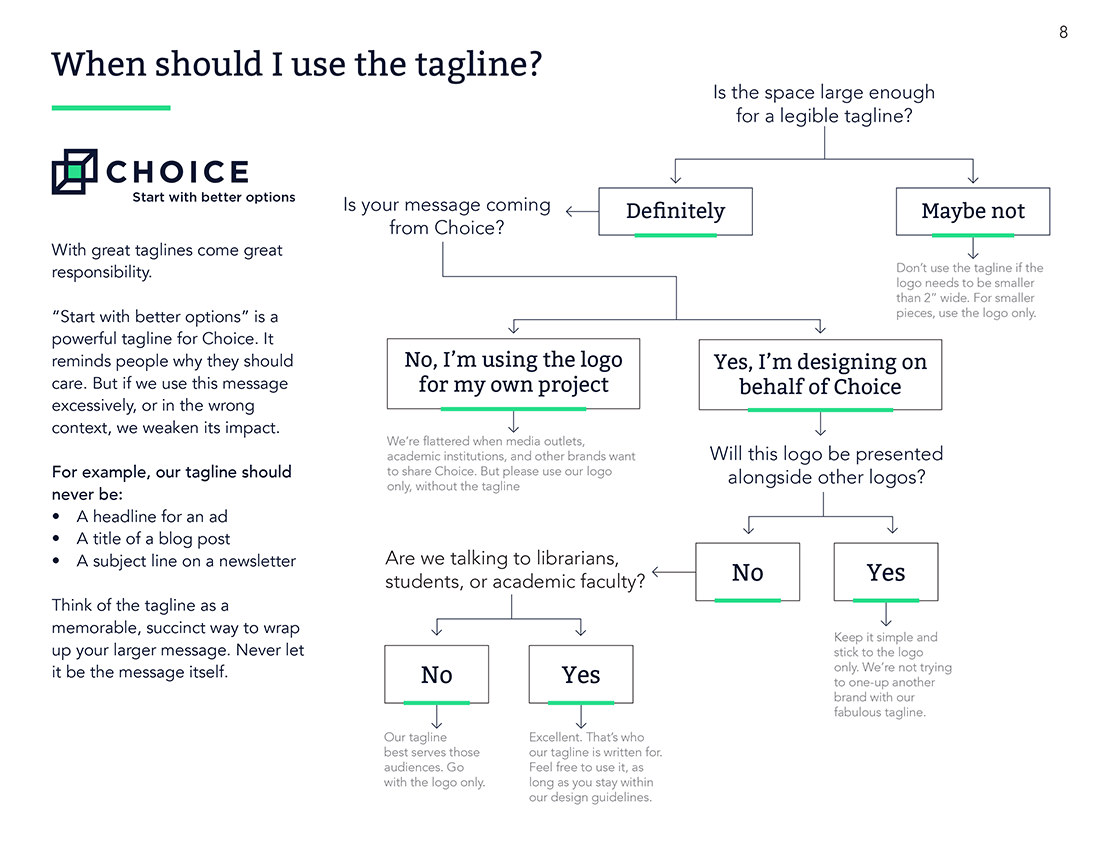 8
When should I use the tagline?
CHOICE
Start with better options
With great taglines come great
responsibility.
“Start with better options” is a
powerful tagline for Choice. It
reminds people why they should
care. But if we use this message
excessively, or in the wrong
context, we weaken its impact.
For example, our tagline should
never be:
• A headline for an ad
• A title of a blog post
• A subject line on a newsletter
Think of the tagline as a
memorable, succinct way to wrap
up your larger message. Never let
it be the message itself.
Is the space large enough
for a legible tagline?
Definitely
Maybe not
Don’t use the tagline if the
logo needs to be smaller
than 2” wide. For smaller
pieces, use the logo only.
Is your message coming
from Choice?
No, I’m using the logo
for my own project
We’re flattered when media outlets,
academic institutions, and other brands want
to share Choice. But please use our logo
only, without the tagline
Yes, I’m designing on
behalf of Choice
Will this logo be presented
alongside other logos?
No
Yes
Keep it simple and
stick to the logo
only. We’re not trying
to one-up another
brand with our
fabulous tagline.
Are we talking to librarians,
students, or academic faculty?
No
Our tagline
best serves those
audiences. Go
with the logo only.
Yes
Excellent. That’s who
our tagline is written for.
Feel free to use it, as
long as you stay within
our design guidelines.